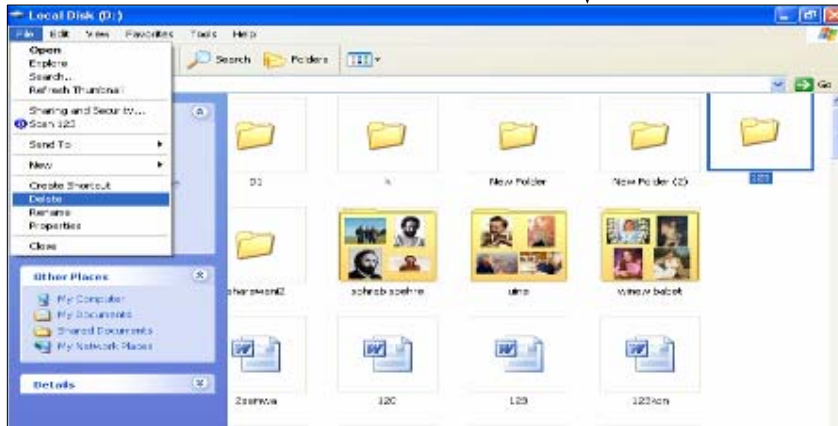 Local Disk (D:)
File Edit View Favorites Tools Help
Open
Explore
Search...
Refresh Thumbnail
Sharing and Security...
Scan 123
Send To
New
Create Shortcut
Delete
Rename
Properties
Close
Search Folders
Go
New Folder
New Folder (2)
123
Other Places
My Computer
My Documents
Shared Documents
My Network Places
Details
120
123